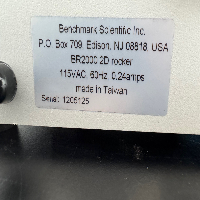 Benchmark Scientific Inc.
P.O. Box 709, Edison, NJ 08818, USA
BR2000 2D rocker
115VAC, 60Hz, 0.24amps
made in Taiwan
Serial: 1205125